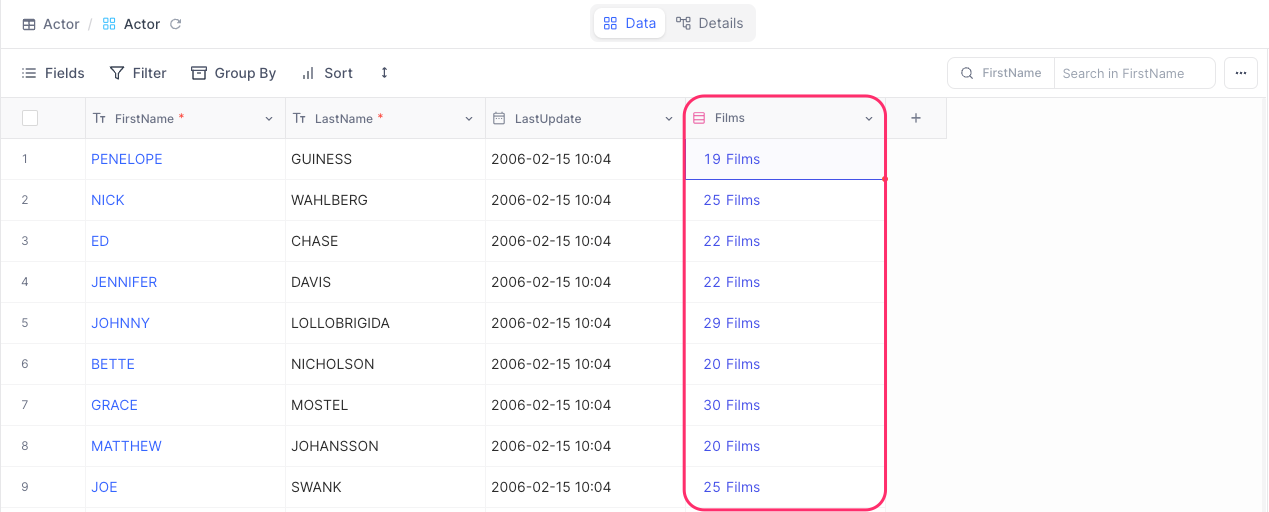 Actor / Actor
Data Details
Fields Filter Group By Sort FirstName Search in FirstName
FirstName * LastName * LastUpdate Films +
1 PENELOPE GUINESS 2006-02-15 10:04 19 Films
2 NICK WAHLBERG 2006-02-15 10:04 25 Films
3 ED CHASE 2006-02-15 10:04 22 Films
4 JENNIFER DAVIS 2006-02-15 10:04 22 Films
5 JOHNNY LOLLOBRIGIDA 2006-02-15 10:04 29 Films
6 BETTE NICHOLSON 2006-02-15 10:04 20 Films
7 GRACE MOSTEL 2006-02-15 10:04 30 Films
8 MATTHEW JOHANSSON 2006-02-15 10:04 20 Films
9 JOE SWANK 2006-02-15 10:04 25 Films